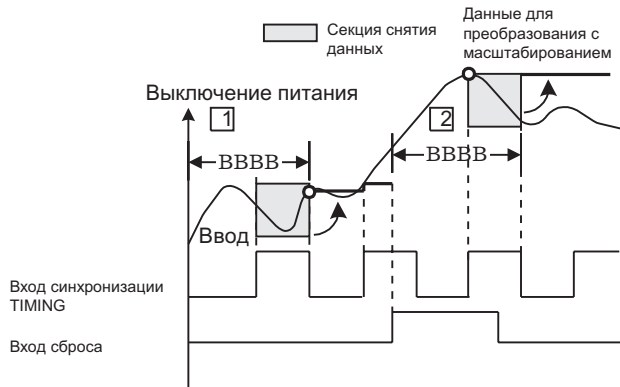 Секция снятия
данных
Данные для
преобразования с
масштабированием
Выключение питания
1
2
BBBB
BBBB
Ввод
Вход синхронизации
TIMING
Вход сброса